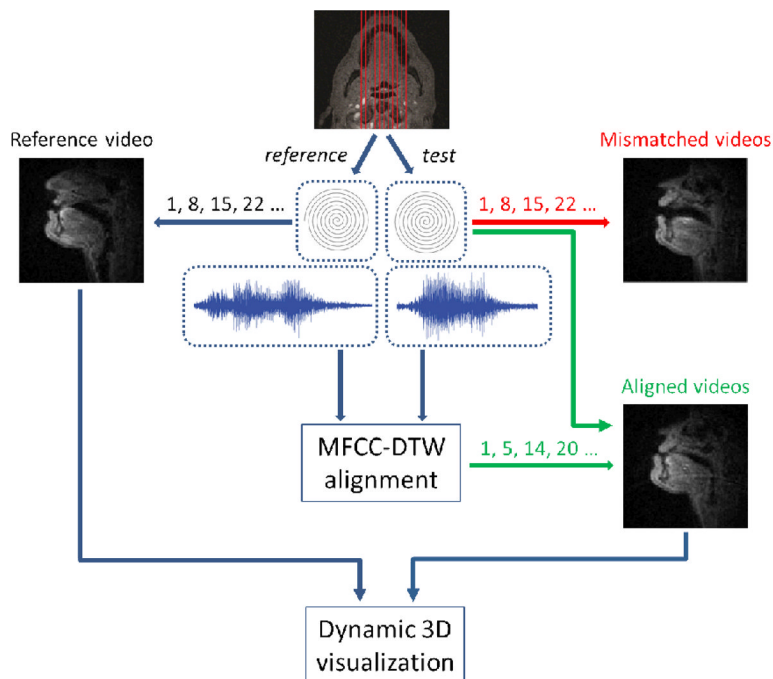 Reference video
reference
test
Mismatched videos
1, 8, 15, 22 ...
1, 8, 15, 22 ...
Aligned videos
MFCC-DTW
alignment
1, 5, 14, 20 ...
Dynamic 3D
visualization